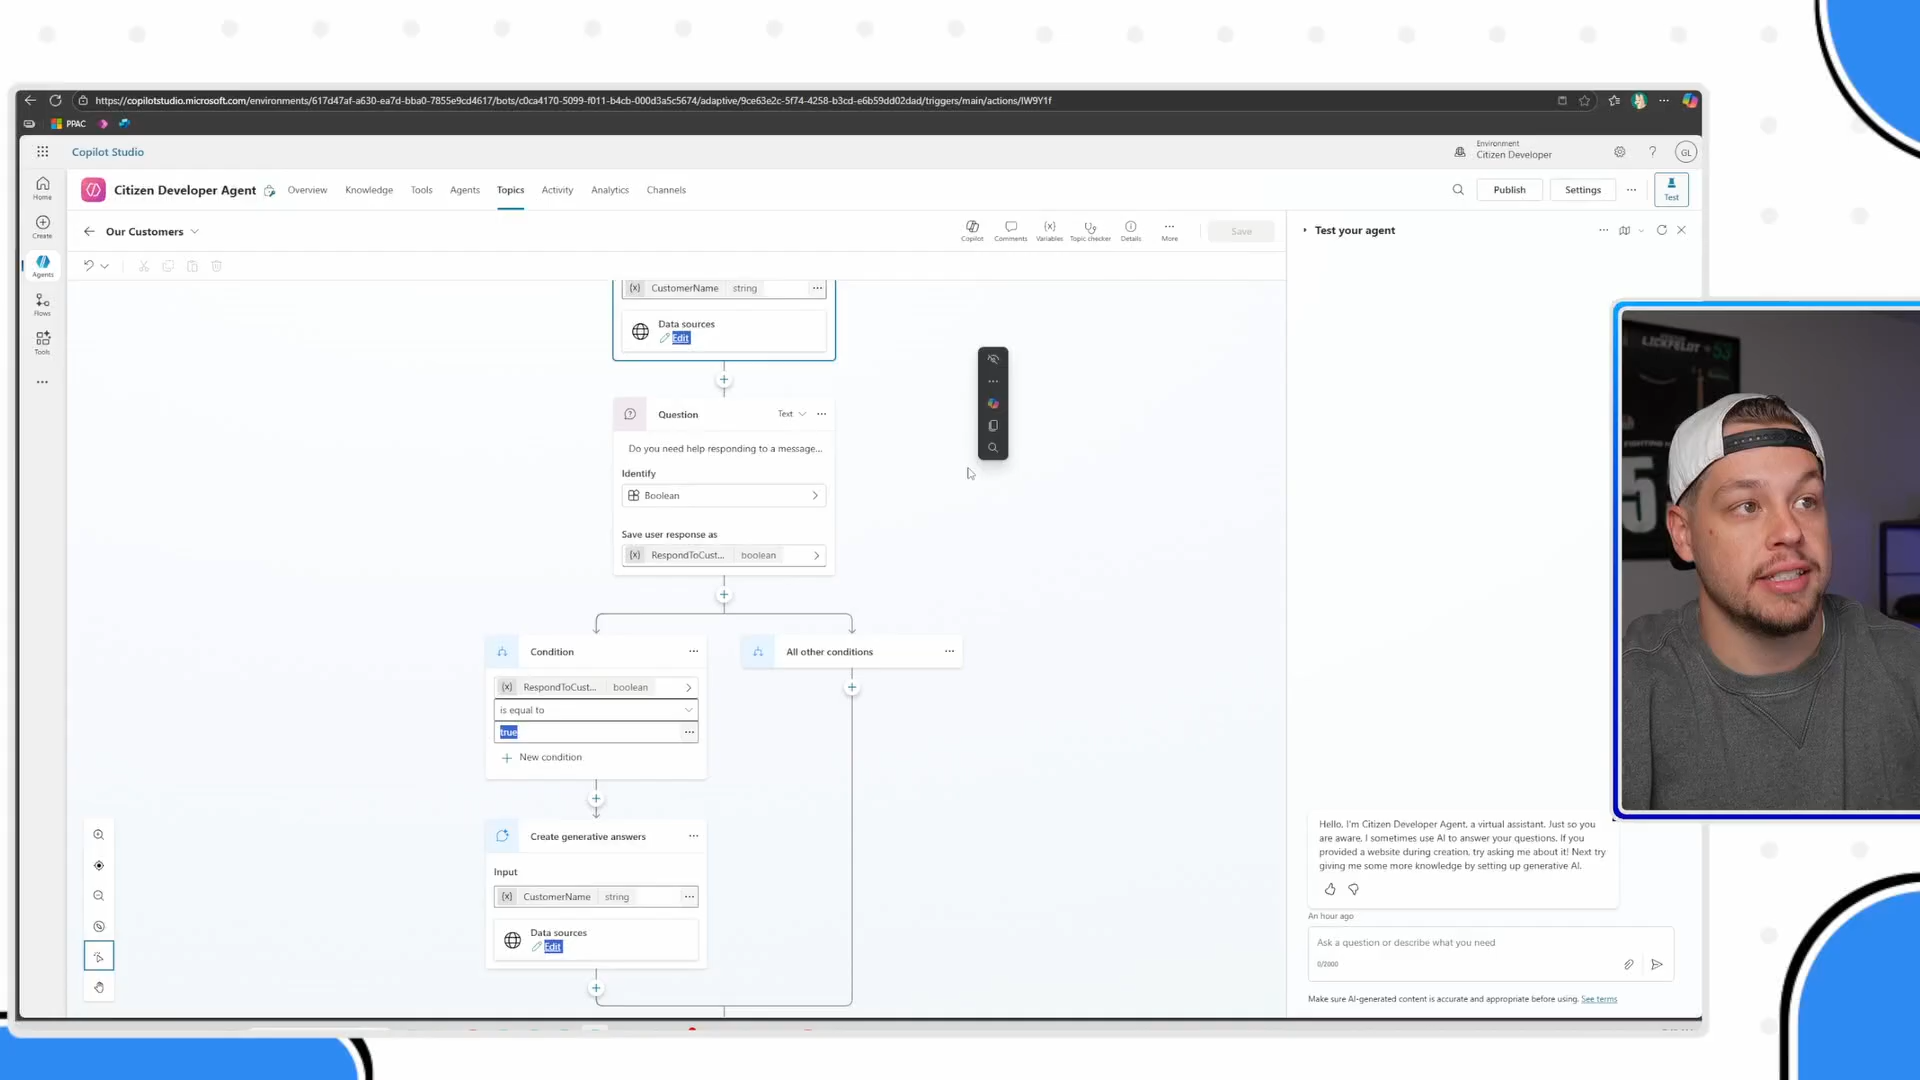 https://copilotstudio.microsoft.com/environments/617d47af-a630-ea7d-bba0-7855e9cd4617/bots/c0ca4170-5099-f011-b4cb-000d3a5c5674/adaptive/9ce63e2c-5f74-4258-b3cd-e6b59dd02dad/triggers/main/actions/IW9Y1f
PPAC
Copilot Studio
Environment
Citizen Developer
GL
Home
Create
Agents
Flows
Tools
Citizen Developer Agent
Overview
Knowledge
Tools
Agents
Topics
Activity
Analytics
Channels
Publish
Settings
Test
Our Customers
Copilot
Comments
Variables
Topic checker
Details
More
Save
Test your agent
(x) CustomerName string
Data sources
Edit
Question
Text
Do you need help responding to a message...
Identify
Boolean
Save user response as
(x) RespondToCust... boolean
Condition
All other conditions
(x) RespondToCust... boolean
is equal to
true
New condition
Create generative answers
Input
(x) CustomerName string
Data sources
Edit
Hello, I'm Citizen Developer Agent, a virtual assistant. Just so you
are aware, I sometimes use AI to answer your questions. If you
provided a website during creation, try asking me about it! Next try
giving me some more knowledge by setting up generative AI.
An hour ago
Ask a question or describe what you need
0/2000
Make sure AI-generated content is accurate and appropriate before using. See terms
LICKFELDT
53
5